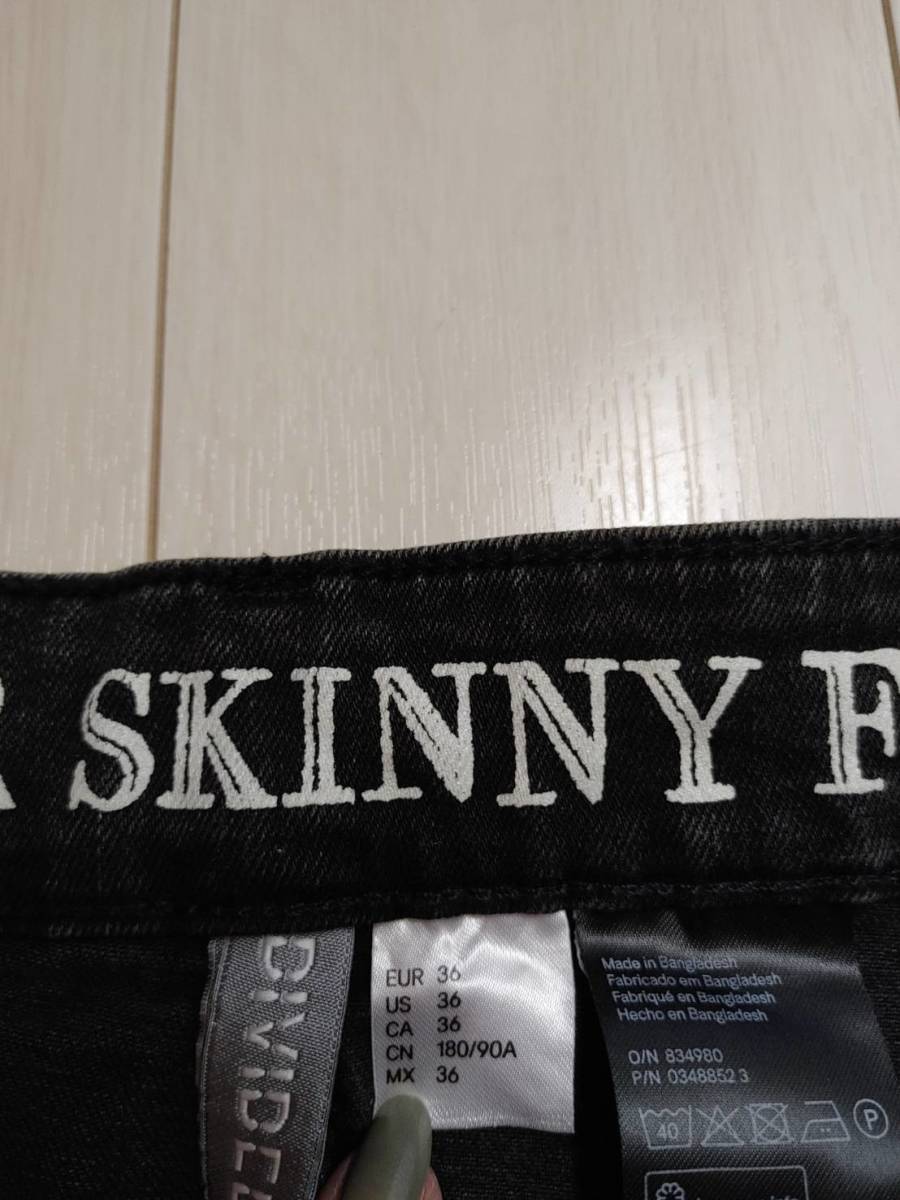 SKINNY
DIVIDED
EUR 36
US 36
CA 36
CN 180/90A
MX 36
Made in Bangladesh
Fabricado em Bangladesh
Fabriqué en Bangladesh
Hecho en Bangladesh
O/N 834980
P/N 0348852 3
40
P